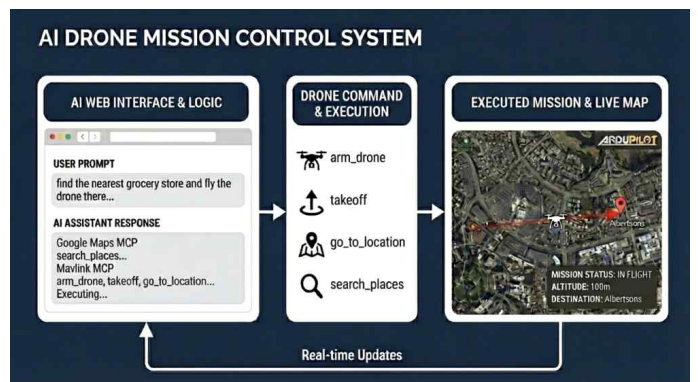 AI DRONE MISSION CONTROL SYSTEM
AI WEB INTERFACE & LOGIC
USER PROMPT
find the nearest grocery store and fly the
drone there...
AI ASSISTANT RESPONSE
Google Maps MCP
search_places...
Mavlink MCP
arm_drone, takeoff, go_to_location...
Executing...
DRONE COMMAND
& EXECUTION
arm_drone
takeoff
go_to_location
search_places
EXECUTED MISSION & LIVE MAP
ARDUPILOT
Albertsons
MISSION STATUS: IN FLIGHT
ALTITUDE: 100m
DESTINATION: Albertsons
Real-time Updates